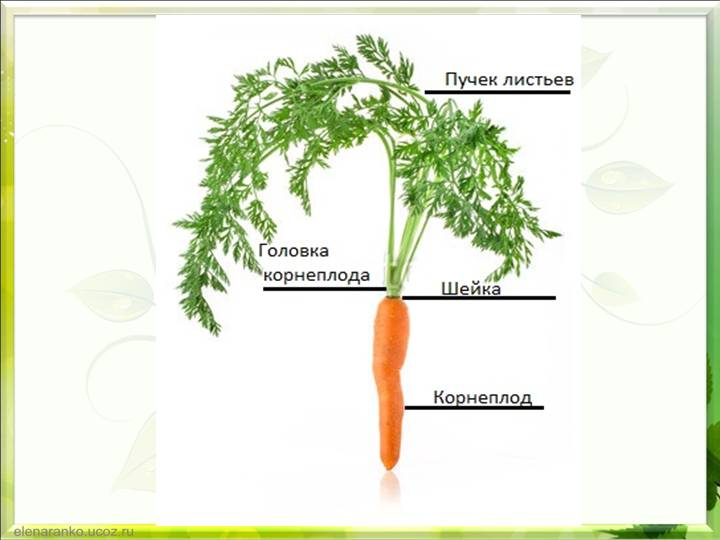 Пучек листьев
Головка
корнеплода
Шейка
Корнеплод
elenaranko.ucoz.ru